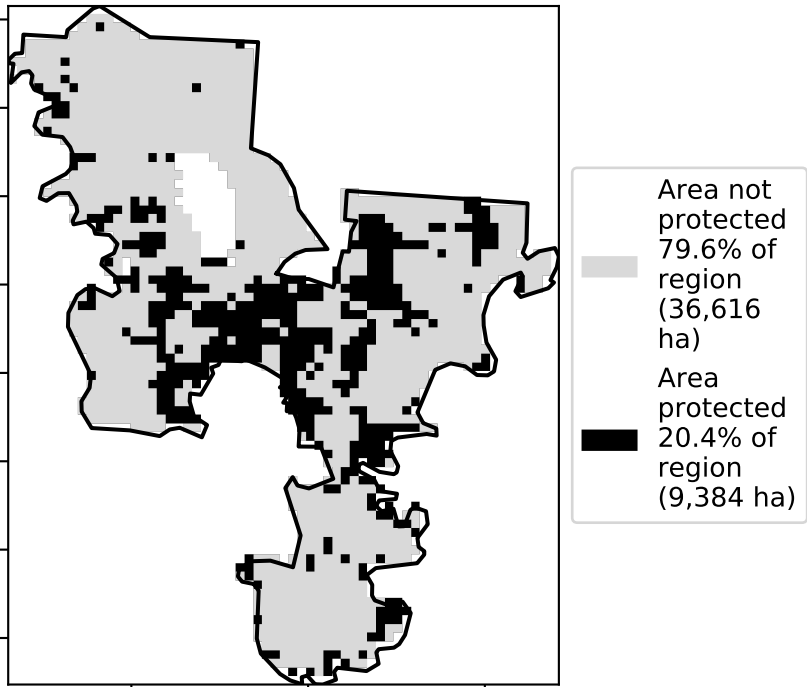 Area not
protected
79.6% of
region
(36,616
ha)
Area
protected
20.4% of
region
(9,384 ha)